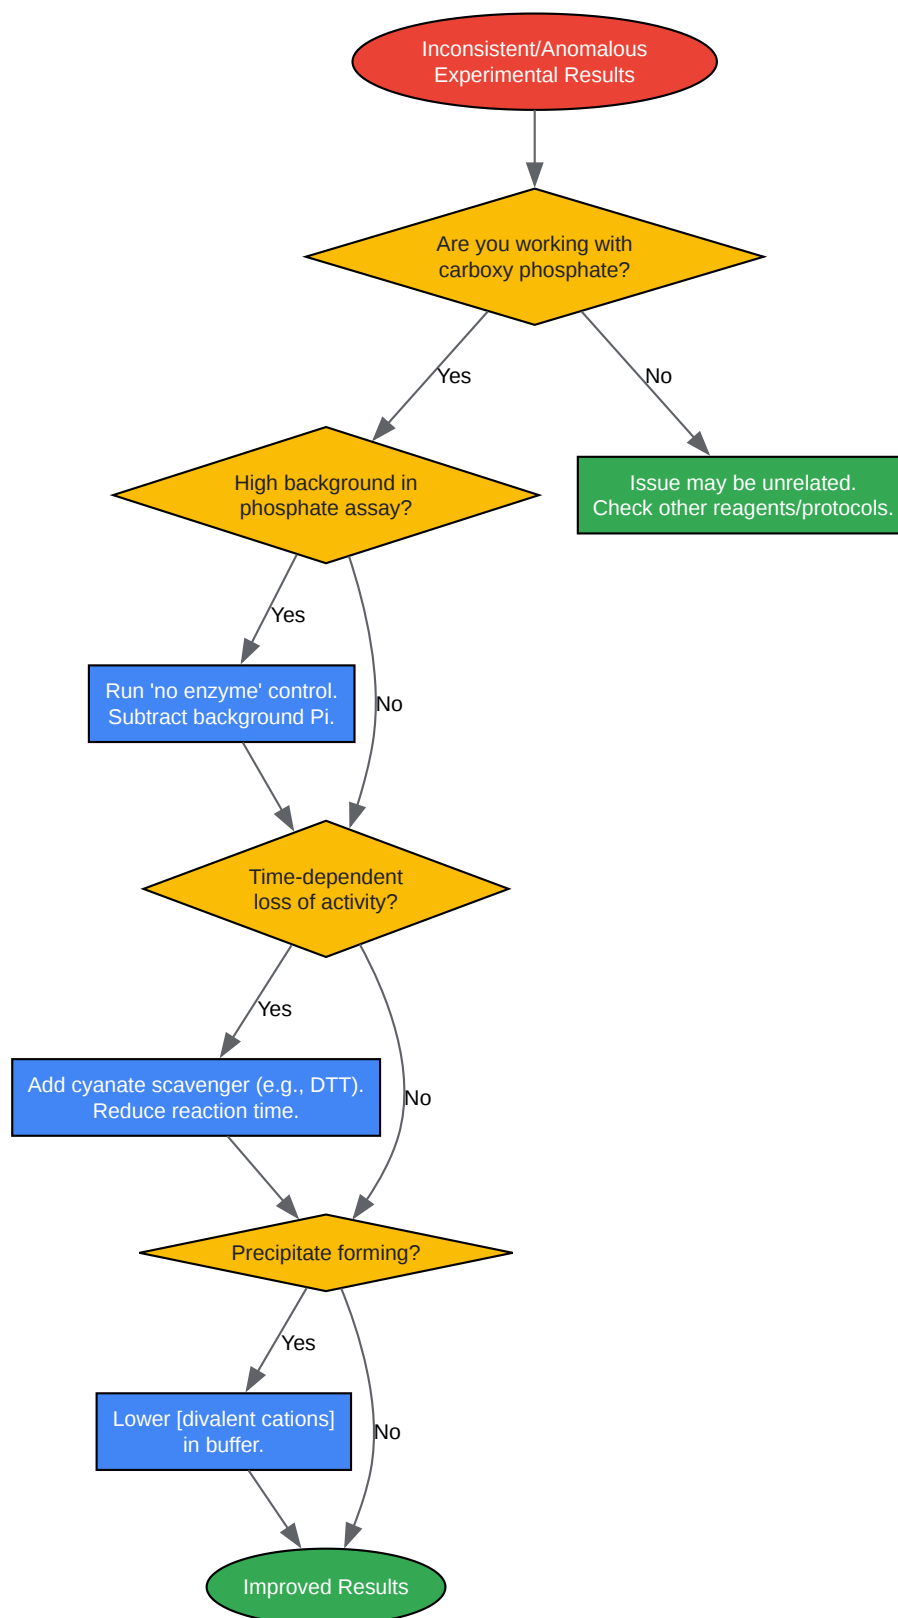 Inconsistent/Anomalous
Experimental Results
Are you working with
carboxy phosphate?
Yes
No
High background in
phosphate assay?
Issue may be unrelated.
Check other reagents/protocols.
Yes
Run 'no enzyme' control.
Subtract background Pi.
No
Time-dependent
loss of activity?
Yes
Add cyanate scavenger (e.g., DTT).
Reduce reaction time.
No
Precipitate forming?
Yes
Lower [divalent cations]
in buffer.
No
Improved Results